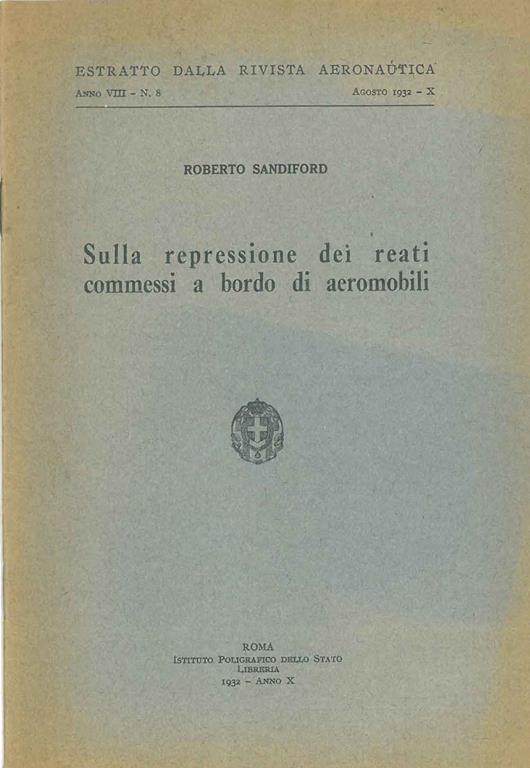 ESTRATTO DALLA RIVISTA AERONAUTICA
ANNO VIII - N. 8 AGOSTO 1932 - X
ROBERTO SANDIFORD
Sulla repressione dei reati
commessi a bordo di aeromobili
ROMA
ISTITUTO POLIGRAFICO DELLO STATO
LIBRERIA
1932 - ANNO X